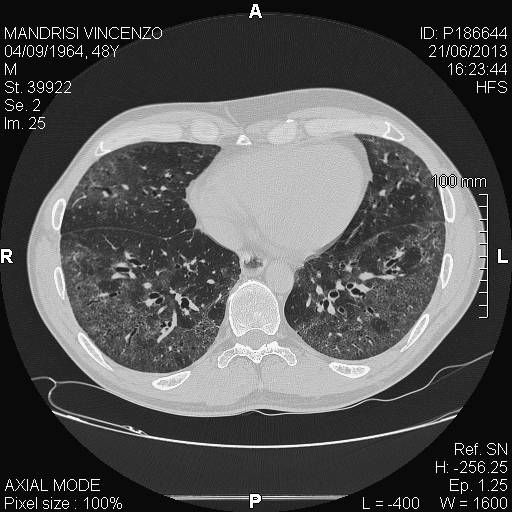 MANDRISI VINCENZO
04/09/1964, 48Y
M
St. 39922
Se. 2
Im. 25
A
ID: P186644
21/06/2013
16:23:44
HFS
100 mm
R
L
AXIAL MODE
Pixel size : 100%
P
Ref. SN
H: -256.25
Ep. 1.25
L = -400 W = 1600